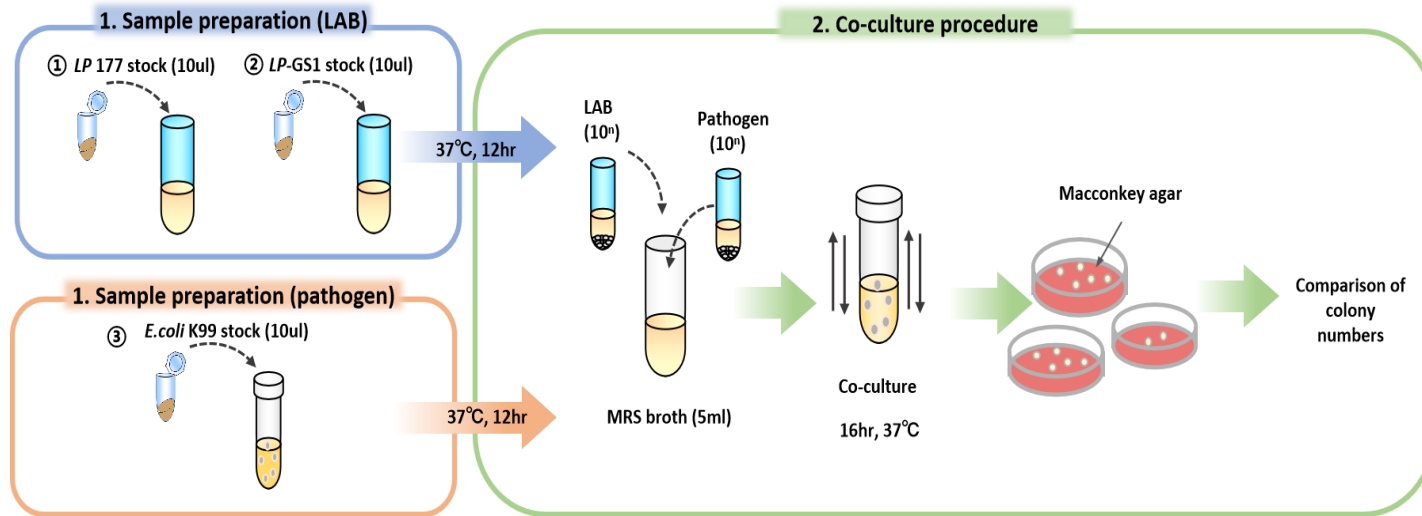 1. Sample preparation (LAB)
① LP 177 stock (10ul)
② LP-GS1 stock (10ul)
37℃, 12hr
1. Sample preparation (pathogen)
③ E.coli K99 stock (10ul)
37℃, 12hr
2. Co-culture procedure
LAB
(10ⁿ)
Pathogen
(10ⁿ)
MRS broth (5ml)
Co-culture
16hr, 37℃
Macconkey agar
Comparison of
colony
numbers